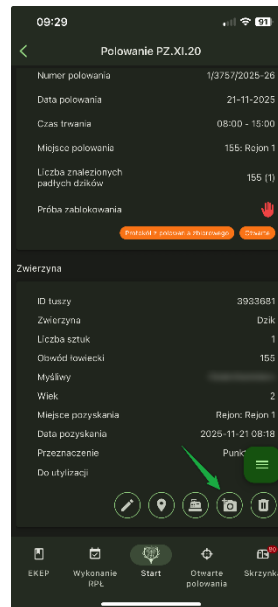 09:29
91
Polowanie PZ.XI.20
Numer polowania 1/3757/2025-26
Data polowania 21-11-2025
Czas trwania 08:00 - 15:00
Miejsce polowania 155: Rejon 1
Liczba znalezionych padłych dzików 155 (1)
Próba zablokowania
Protokół z polowania zbiorowego Otwarte
Zwierzyna
ID tuszy 3933681
Zwierzyna Dzik
Liczba sztuk 1
Obwód łowiecki 155
Myśliwy
Wiek 2
Miejsce pozyskania Rejon: Rejon 1
Data pozyskania 2025-11-21 08:18
Przeznaczenie Punk
Do utylizacji
90
EKEP Wykonanie RPŁ Start Otwarte polowania Skrzynk